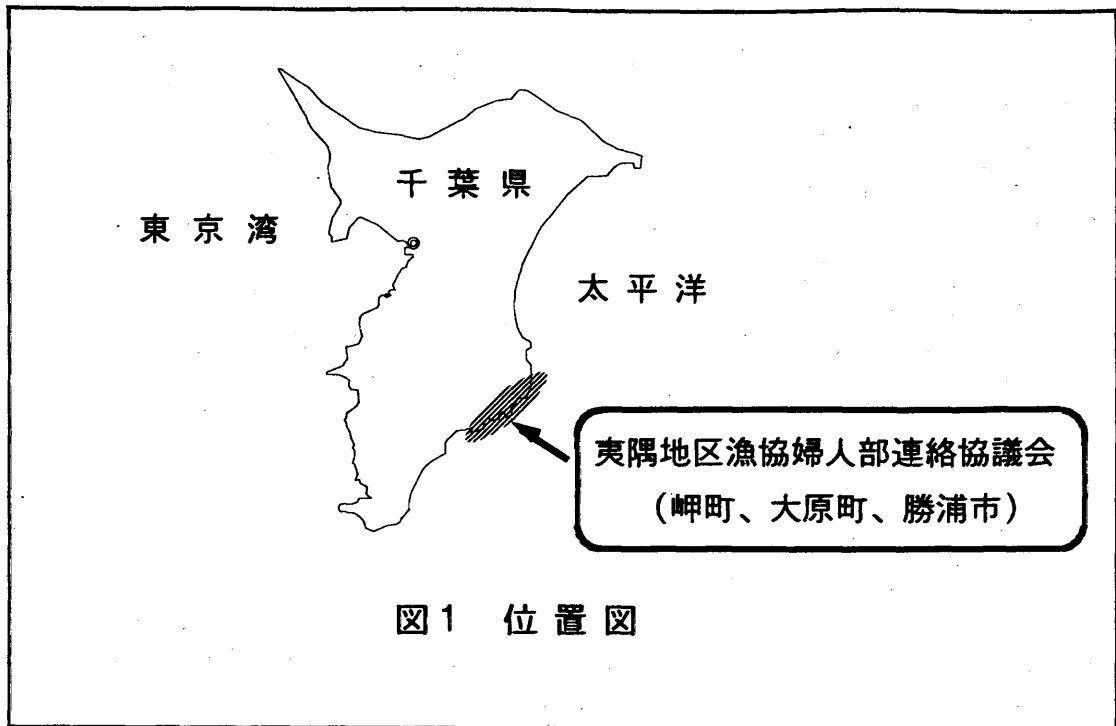 千葉県
東京湾
太平洋
夷隅地区漁協婦人部連絡協議会
（岬町、大原町、勝浦市）
図1 位置図